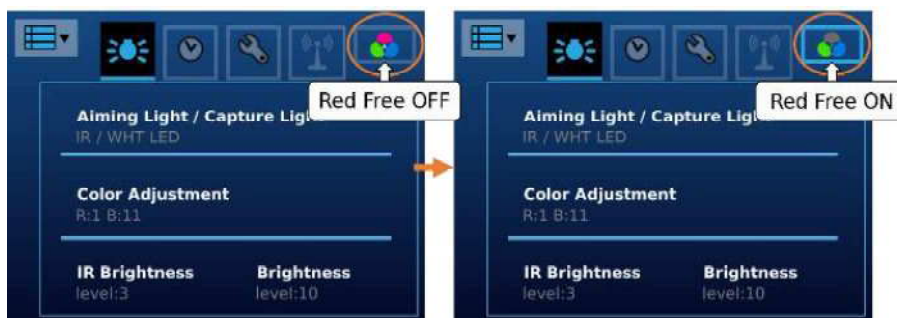 Red Free OFF
Aiming Light / Capture Lig
IR / WHT LED
Color Adjustment
R:1 B:11
IR Brightness
Brightness
level:3
level:10
Red Free ON
Aiming Light / Capture Lig
IR / WHT LED
Color Adjustment
R:1 B:11
IR Brightness
Brightness
level:3
level:10